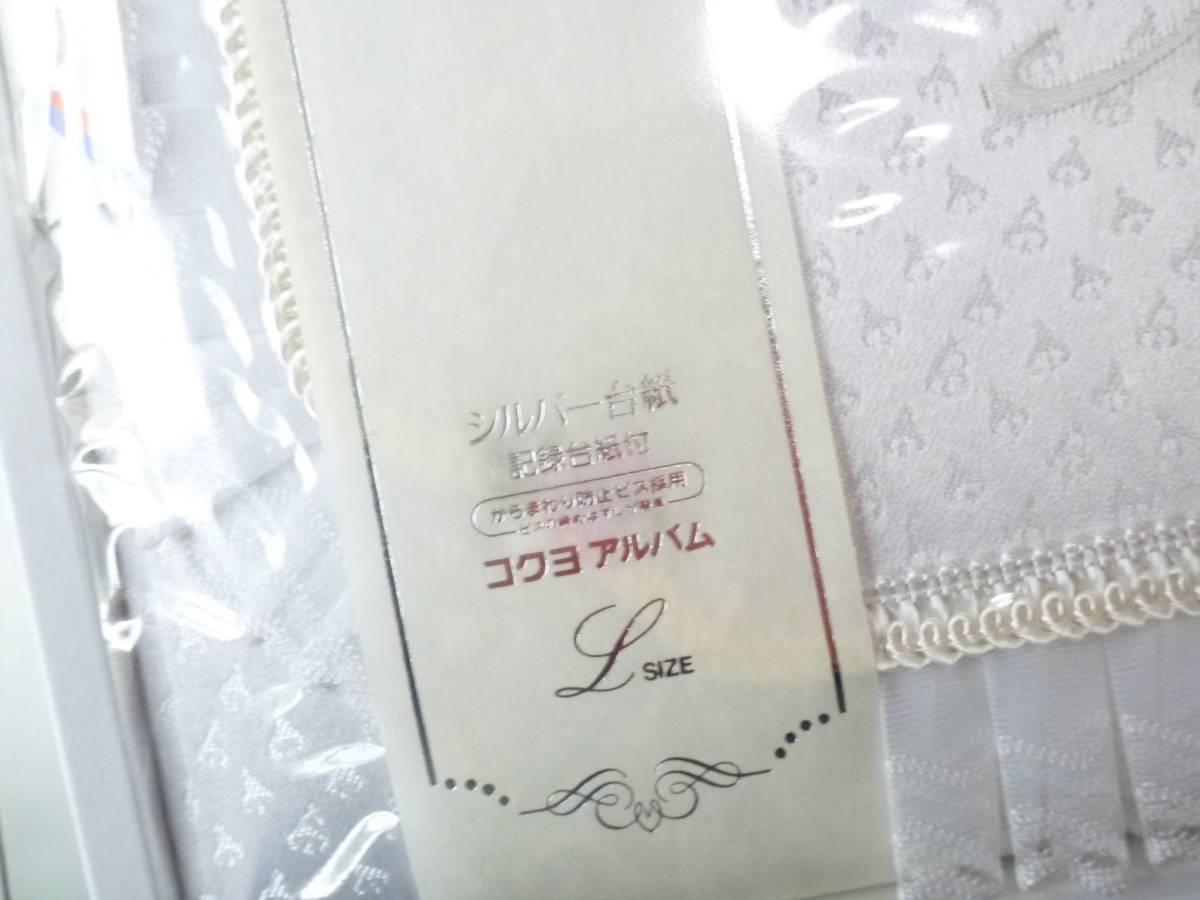 シルバー台紙
記録台紙付
からまわり防止ビス採用
コクヨ アルバム
L SIZE